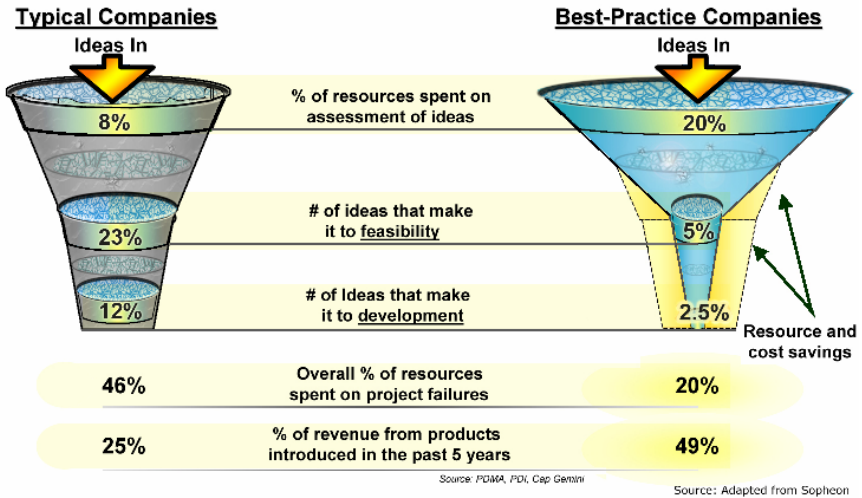 Typical Companies
Best-Practice Companies
Ideas In
Ideas In
8%
% of resources spent on
assessment of ideas
20%
23%
# of ideas that make
it to feasibility
5%
12%
# of Ideas that make
it to development
2.5%
Resource and
cost savings
46%
Overall % of resources
spent on project failures
20%
25%
% of revenue from products
introduced in the past 5 years
49%
Source: PDMA, PDI, Cap Gemini
Source: Adapted from Sopheon